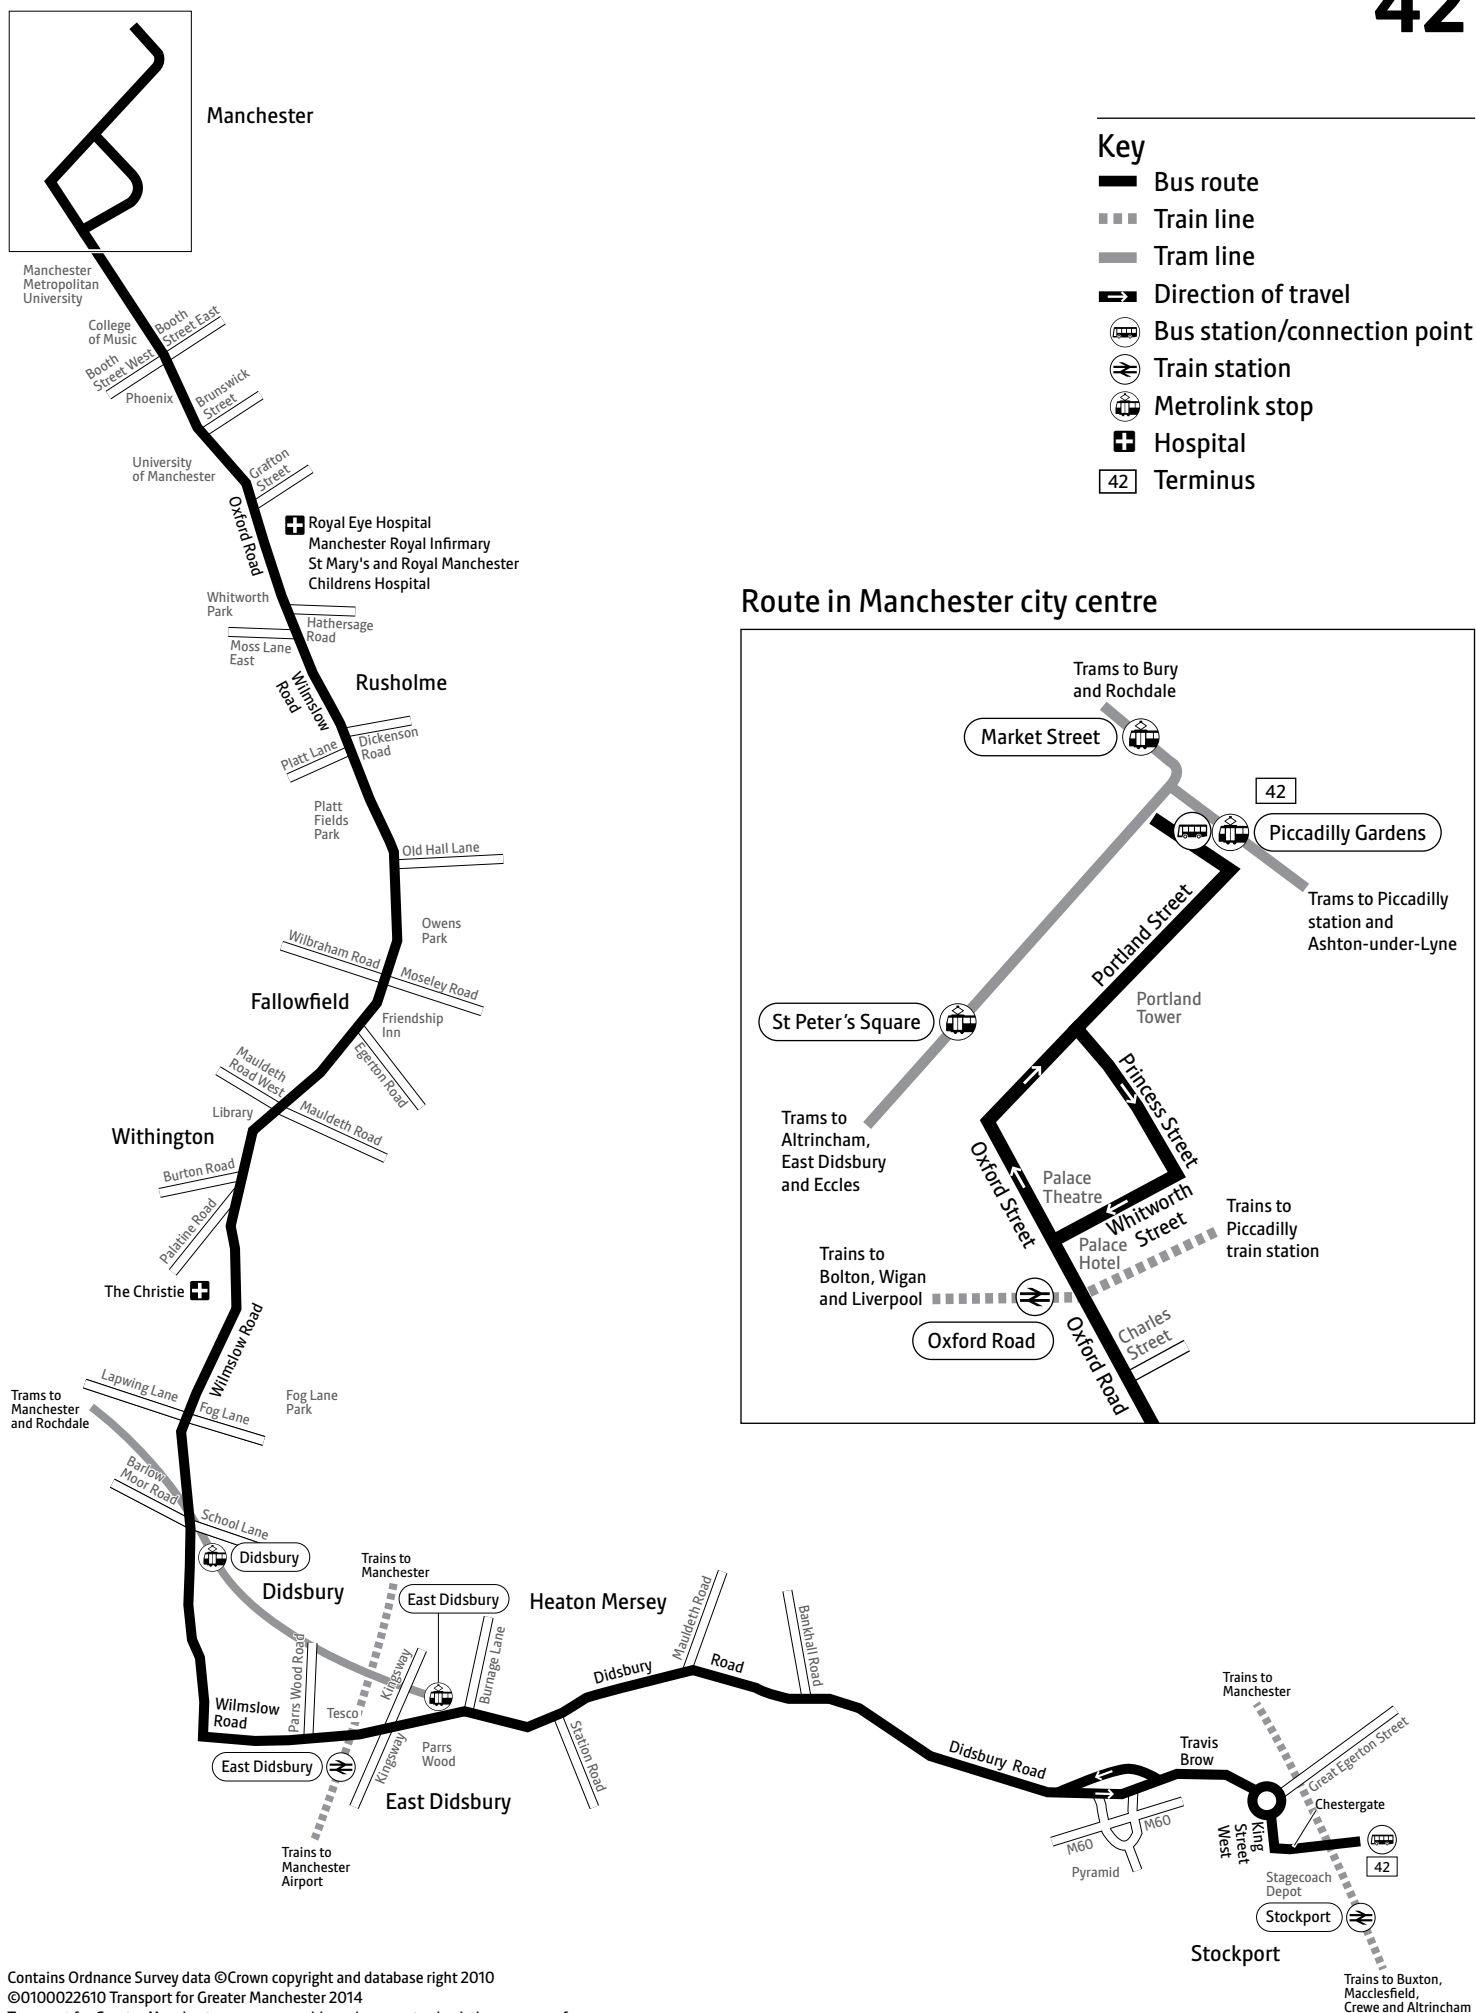 42
Manchester
Key
Bus route
Train line
Tram line
Direction of travel
Bus station/connection point
Train station
Metrolink stop
Hospital
42
Terminus
Manchester
Metropolitan
University
College
of Music
Booth
Street East
Booth
Street West
Phoenix
Brunswick
Street
University
of Manchester
Grafton
Street
Oxford Road
Royal Eye Hospital
Manchester Royal Infirmary
St Mary's and Royal Manchester
Childrens Hospital
Whitworth
Park
Hathersage
Road
Moss Lane
East
Wilmslow
Road
Rusholme
Dickenson
Road
Platt Lane
Platt
Fields
Park
Old Hall Lane
Owens
Park
Wilbraham Road
Moseley Road
Fallowfield
Friendship
Inn
Egerton Road
Mauldeth
Road West
Library
Mauldeth Road
Withington
Burton Road
Palatine Road
The Christie
Wilmslow Road
Lapwing Lane
Fog Lane
Fog Lane
Park
Trams to
Manchester
and Rochdale
Barlow
Moor Road
School Lane
Didsbury
Didsbury
Trains to
Manchester
East Didsbury
Heaton Mersey
Parrs Wood Road
Tesco
Kingsway
Kingsway
Burnage Lane
Wilmslow
Road
East Didsbury
Parrs
Wood
East Didsbury
Trains to
Manchester
Airport
Didsbury
Road
Mauldeth Road
Bankhall Road
Station Road
Didsbury Road
M60
M60
Pyramid
Travis
Brow
Trains to
Manchester
Great Egerton Street
Chestergate
King
Street
West
42
Stagecoach
Depot
Stockport
Stockport
Trains to Buxton,
Macclesfield,
Crewe and Altrincham
Route in Manchester city centre
Trams to Bury
and Rochdale
Market Street
42
Piccadilly Gardens
Trams to Piccadilly
station and
Ashton-under-Lyne
Portland Street
Portland
Tower
St Peter's Square
Princess Street
Trams to
Altrincham,
East Didsbury
and Eccles
Oxford Street
Palace
Theatre
Whitworth
Street
Palace
Hotel
Trains to
Piccadilly
train station
Trains to
Bolton, Wigan
and Liverpool
Oxford Road
Oxford Road
Charles
Street
Contains Ordnance Survey data ©Crown copyright and database right 2010
©0100022610 Transport for Greater Manchester 2014